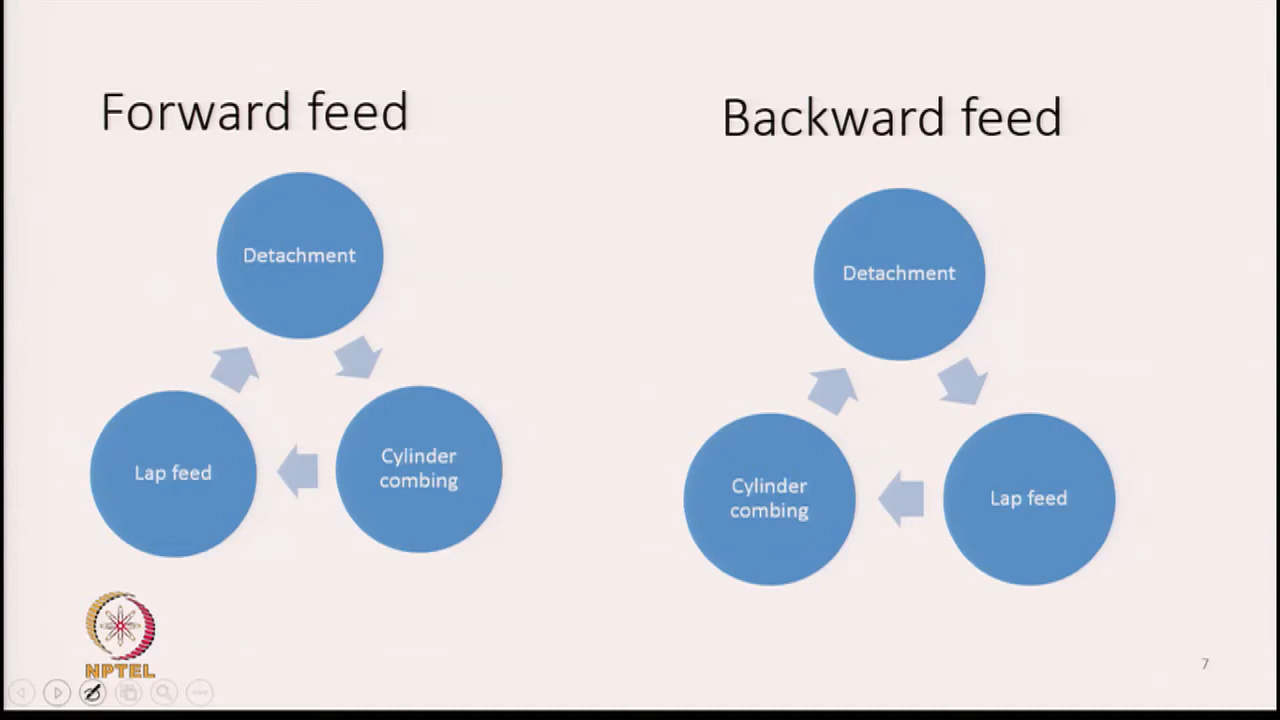 Forward feed
Detachment
Cylinder
combing
Lap feed
Backward feed
Detachment
Lap feed
Cylinder
combing
NPTEL
7